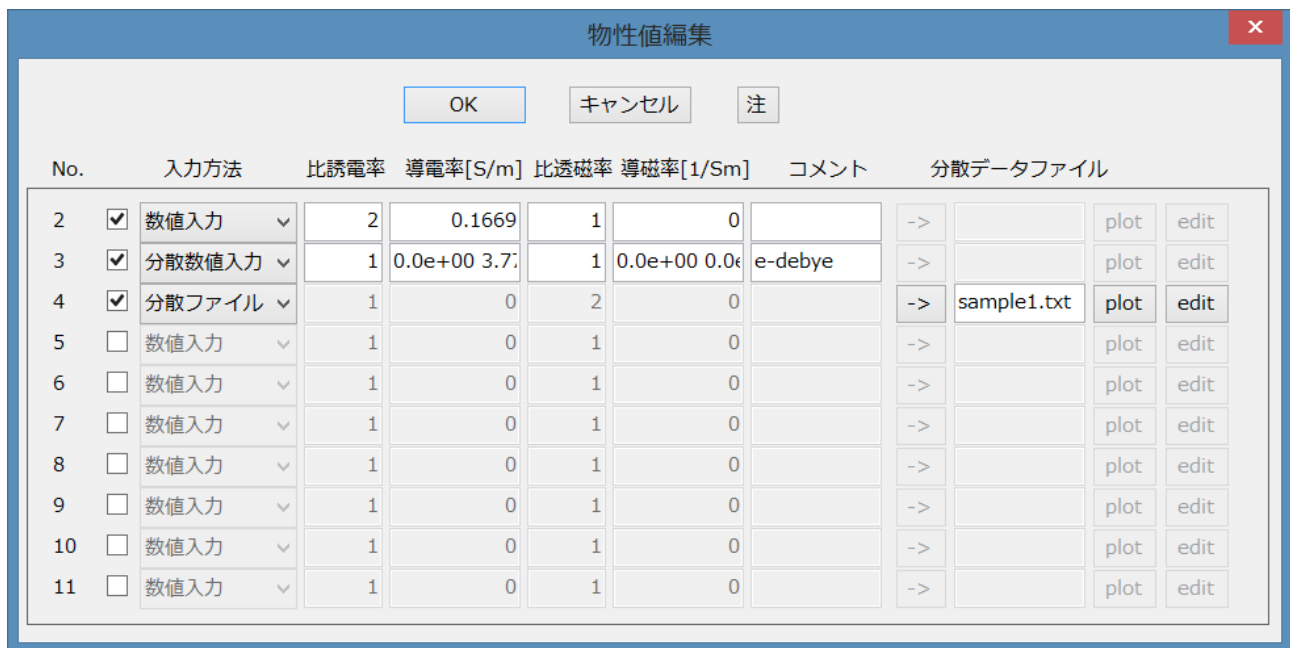 物性値編集
×
OK キャンセル 注
No. 入力方法 比誘電率 導電率[S/m] 比透磁率 導磁率[1/Sm] コメント 分散データファイル
2 数値入力 2 0.1669 1 0 -> plot edit
3 分散数値入力 1 0.0e+00 3.7 1 0.0e+00 0.0e e-debye -> plot edit
4 分散ファイル 1 0 2 0 -> sample1.txt plot edit
5 数値入力 1 0 1 0 -> plot edit
6 数値入力 1 0 1 0 -> plot edit
7 数値入力 1 0 1 0 -> plot edit
8 数値入力 1 0 1 0 -> plot edit
9 数値入力 1 0 1 0 -> plot edit
10 数値入力 1 0 1 0 -> plot edit
11 数値入力 1 0 1 0 -> plot edit